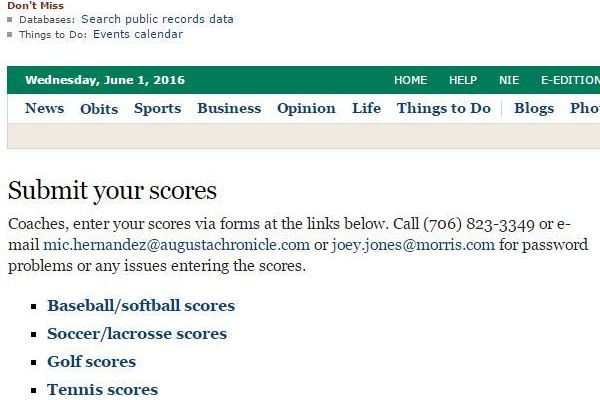 Don't Miss
Databases: Search public records data
Things to Do: Events calendar
Wednesday, June 1, 2016 HOME HELP NIE E-EDITION
News Obits Sports Business Opinion Life Things to Do Blogs Pho
Submit your scores
Coaches, enter your scores via forms at the links below. Call (706) 823-3349 or e-
mail mic.hernandez@augustachronicle.com or joey.jones@morris.com for password
problems or any issues entering the scores.
Baseball/softball scores
Soccer/lacrosse scores
Golf scores
Tennis scores